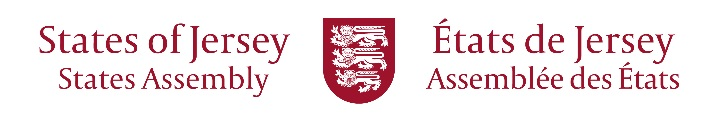 States of Jersey
States Assembly
États de Jersey
Assemblée des États